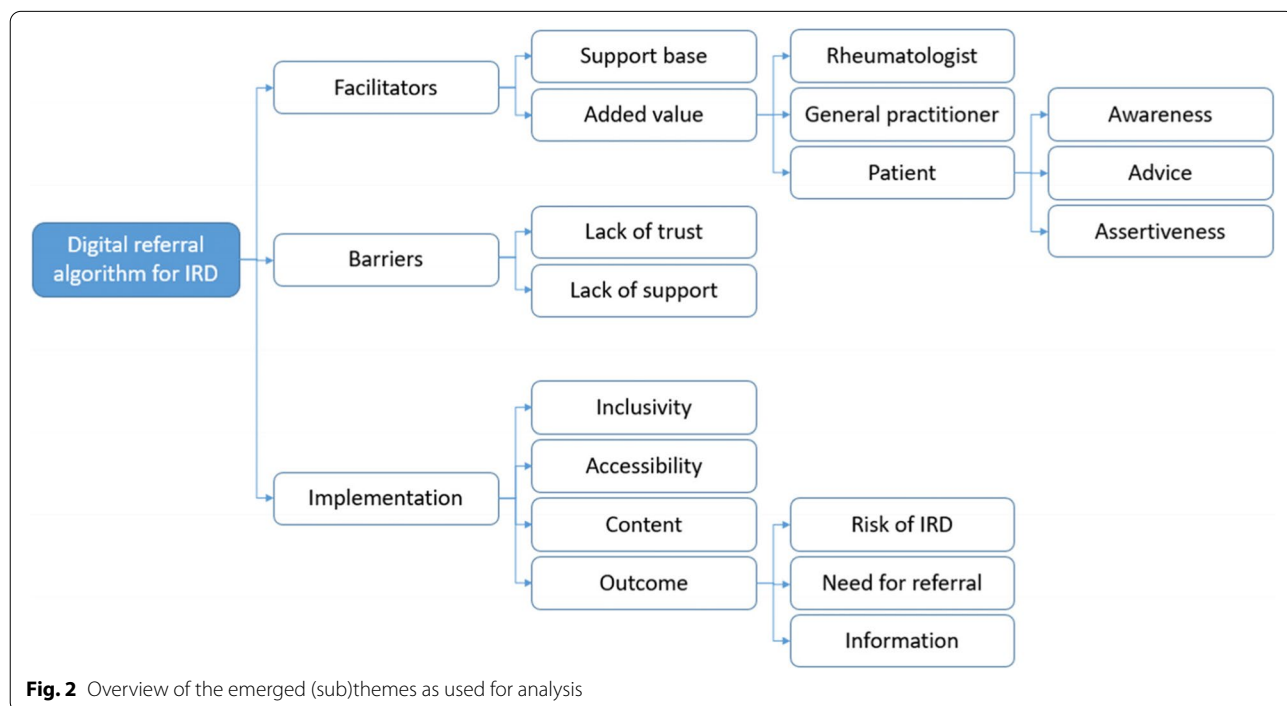 Digital referral
algorithm for IRD
Facilitators
Support base
Added value
Rheumatologist
General practitioner
Patient
Awareness
Advice
Assertiveness
Barriers
Lack of trust
Lack of support
Implementation
Inclusivity
Accessibility
Content
Outcome
Risk of IRD
Need for referral
Information
Fig. 2 Overview of the emerged (sub)themes as used for analysis